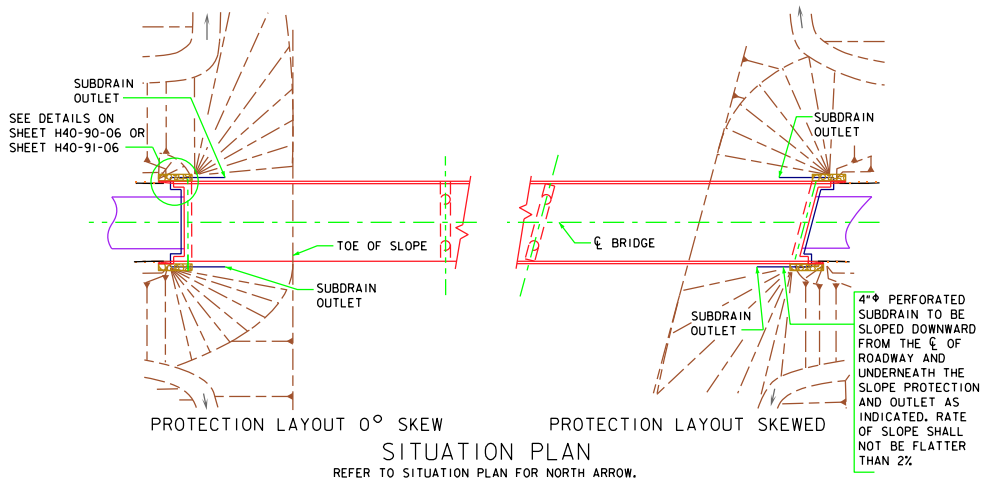 SUBDRAIN
OUTLET
SEE DETAILS ON
SHEET H40-90-06 OR
SHEET H40-91-06
TOE OF SLOPE
SUBDRAIN
OUTLET
SUBDRAIN
OUTLET
℄ BRIDGE
SUBDRAIN
OUTLET
4"ϕ PERFORATED
SUBDRAIN TO BE
SLOPED DOWNWARD
FROM THE ℄ OF
ROADWAY AND
UNDERNEATH THE
SLOPE PROTECTION
AND OUTLET AS
INDICATED. RATE
OF SLOPE SHALL
NOT BE FLATTER
THAN 2%
PROTECTION LAYOUT 0° SKEW
PROTECTION LAYOUT SKEWED
SITUATION PLAN
REFER TO SITUATION PLAN FOR NORTH ARROW.